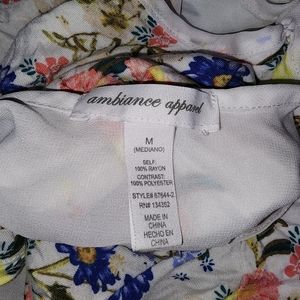 ambiance apparel
M
(MEDIANO)
SELF:
100% RAYON
CONTRAST:
100% POLYESTER
STYLE# 67644-2
RN# 134352
MADE IN
CHINA
HECHO EN
CHINA